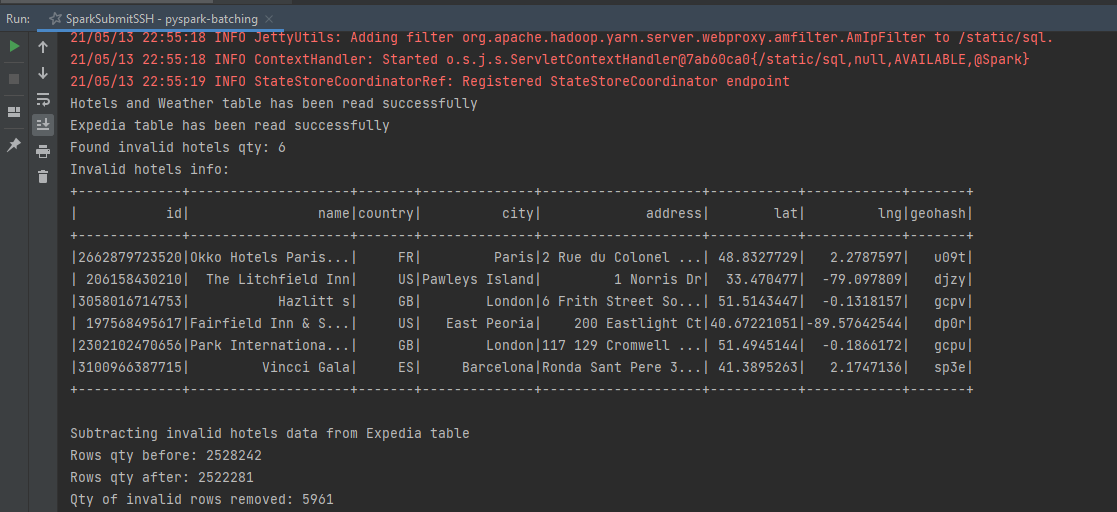 Run: SparkSubmitSSH - pyspark-batching ×
21/05/13 22:55:18 INFO JettyUtils: Adding filter org.apache.hadoop.yarn.server.webproxy.amfilter.AmIpFilter to /static/sql.
21/05/13 22:55:18 INFO ContextHandler: Started o.s.j.s.ServletContextHandler@7ab60ca0{/static/sql,null,AVAILABLE,@Spark}
21/05/13 22:55:19 INFO StateStoreCoordinatorRef: Registered StateStoreCoordinator endpoint
Hotels and Weather table has been read successfully
Expedia table has been read successfully
Found invalid hotels qty: 6
Invalid hotels info:
+-------------+--------------------+-------+--------------+--------------------+-----------+------------+-------+
|           id|                name|country|          city|             address|        lat|         lng|geohash|
+-------------+--------------------+-------+--------------+--------------------+-----------+------------+-------+
|2662879723520|Okko Hotels Paris...|     FR|         Paris|2 Rue du Colonel ...| 48.8327729|   2.2787597|   u09t|
| 206158430210|  The Litchfield Inn|     US|Pawleys Island|         1 Norris Dr|  33.470477|  -79.097809|   djzy|
|3058016714753|           Hazlitt s|     GB|        London|6 Frith Street So...| 51.5143447|  -0.1318157|   gcpv|
| 197568495617|Fairfield Inn & S...|     US|   East Peoria|    200 Eastlight Ct|40.67221051|-89.57642544|   dp0r|
|2302102470656|Park Internationa...|     GB|        London|117 129 Cromwell ...| 51.4945144|  -0.1866172|   gcpu|
|3100966387715|         Vincci Gala|     ES|     Barcelona|Ronda Sant Pere 3...| 41.3895263|   2.1747136|   sp3e|
+-------------+--------------------+-------+--------------+--------------------+-----------+------------+-------+
Subtracting invalid hotels data from Expedia table
Rows qty before: 2528242
Rows qty after: 2522281
Qty of invalid rows removed: 5961